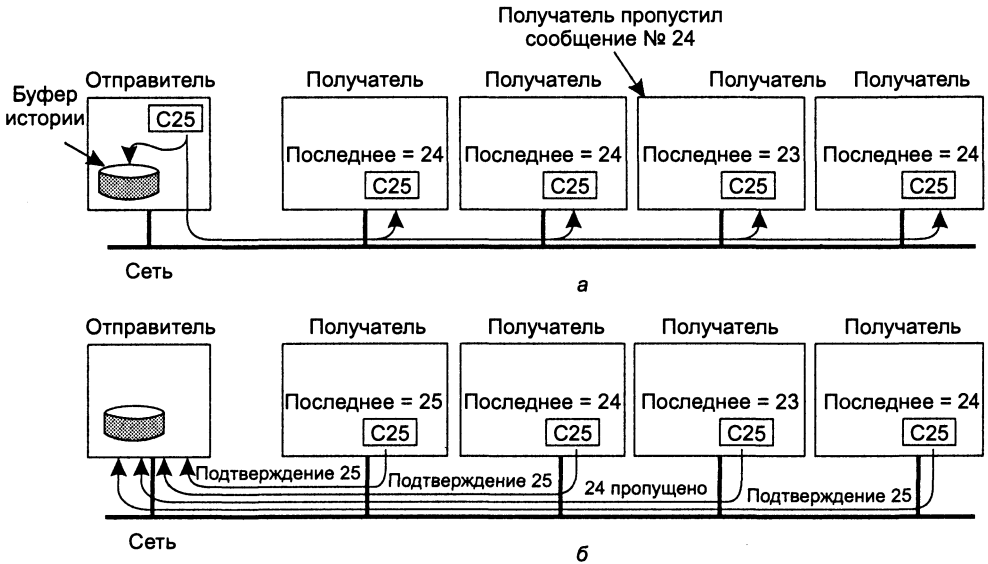 Получатель пропустил
сообщение № 24
Отправитель
Получатель
Получатель
Получатель
Получатель
Буфер
истории
C25
Последнее = 24
Последнее = 24
Последнее = 23
Последнее = 24
C25
C25
C25
C25
Сеть
а
Отправитель
Получатель
Получатель
Получатель
Получатель
Последнее = 25
Последнее = 24
Последнее = 23
Последнее = 24
C25
C25
C25
C25
Подтверждение 25
Подтверждение 25
24 пропущено
Подтверждение 25
Сеть
б